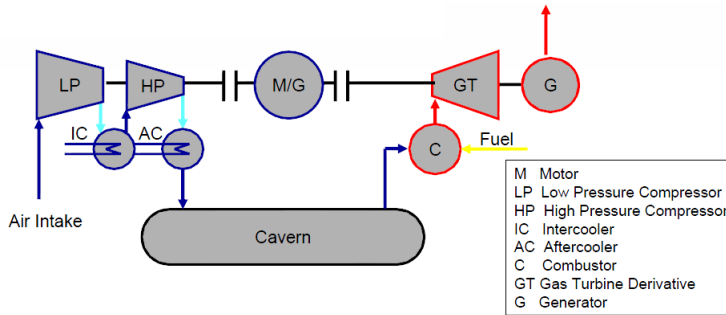 LP
HP
M/G
GT
G
IC
AC
C
Fuel
Air Intake
Cavern
M Motor
LP Low Pressure Compressor
HP High Pressure Compressor
IC Intercooler
AC Aftercooler
C Combustor
GT Gas Turbine Derivative
G Generator